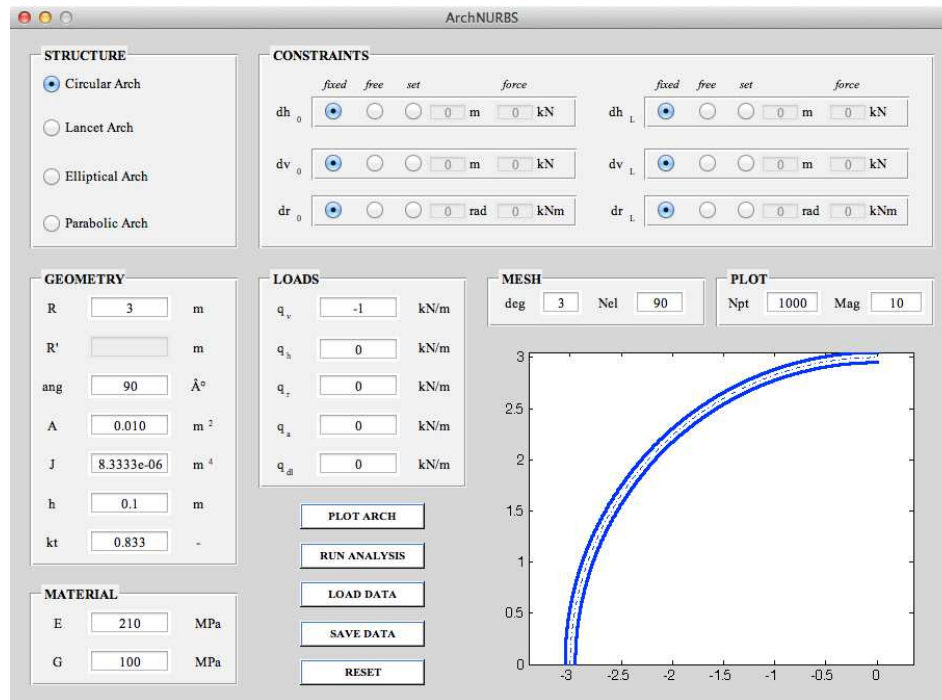 ArchNURBS
STRUCTURE
Circular Arch
Lancet Arch
Elliptical Arch
Parabolic Arch
CONSTRAINTS
fixed free set force fixed free set force
dh 0 0 m 0 kN dh L 0 m 0 kN
dv 0 0 m 0 kN dv L 0 m 0 kN
dr 0 0 rad 0 kNm dr L 0 rad 0 kNm
GEOMETRY
R 3 m
R' m
ang 90 Âº
A 0.010 m 2
J 8.3333e-06 m 4
h 0.1 m
kt 0.833 -
MATERIAL
E 210 MPa
G 100 MPa
LOADS
q v -1 kN/m
q h 0 kN/m
q r 0 kN/m
q a 0 kN/m
q dl 0 kN/m
PLOT ARCH
RUN ANALYSIS
LOAD DATA
SAVE DATA
RESET
MESH
deg 3 Nel 90
PLOT
Npt 1000 Mag 10
3
2.5
2
1.5
1
0.5
0
-3 -2.5 -2 -1.5 -1 -0.5 0